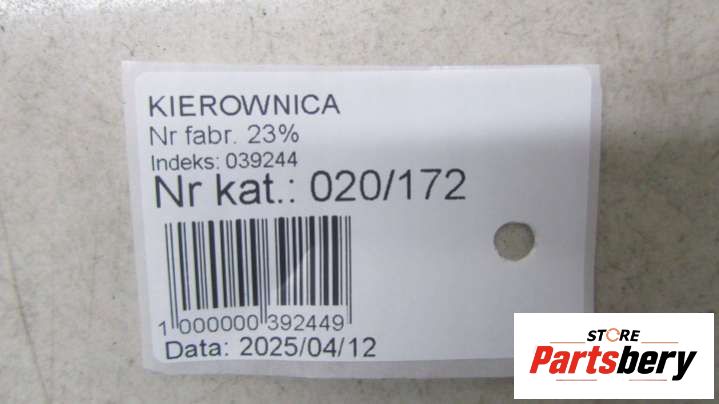 KIEROWNICA
Nr fabr. 23%
Indeks: 039244
Nr kat.: 020/172
1 000000 392449
Data: 2025/04/12
STORE
Partsbery